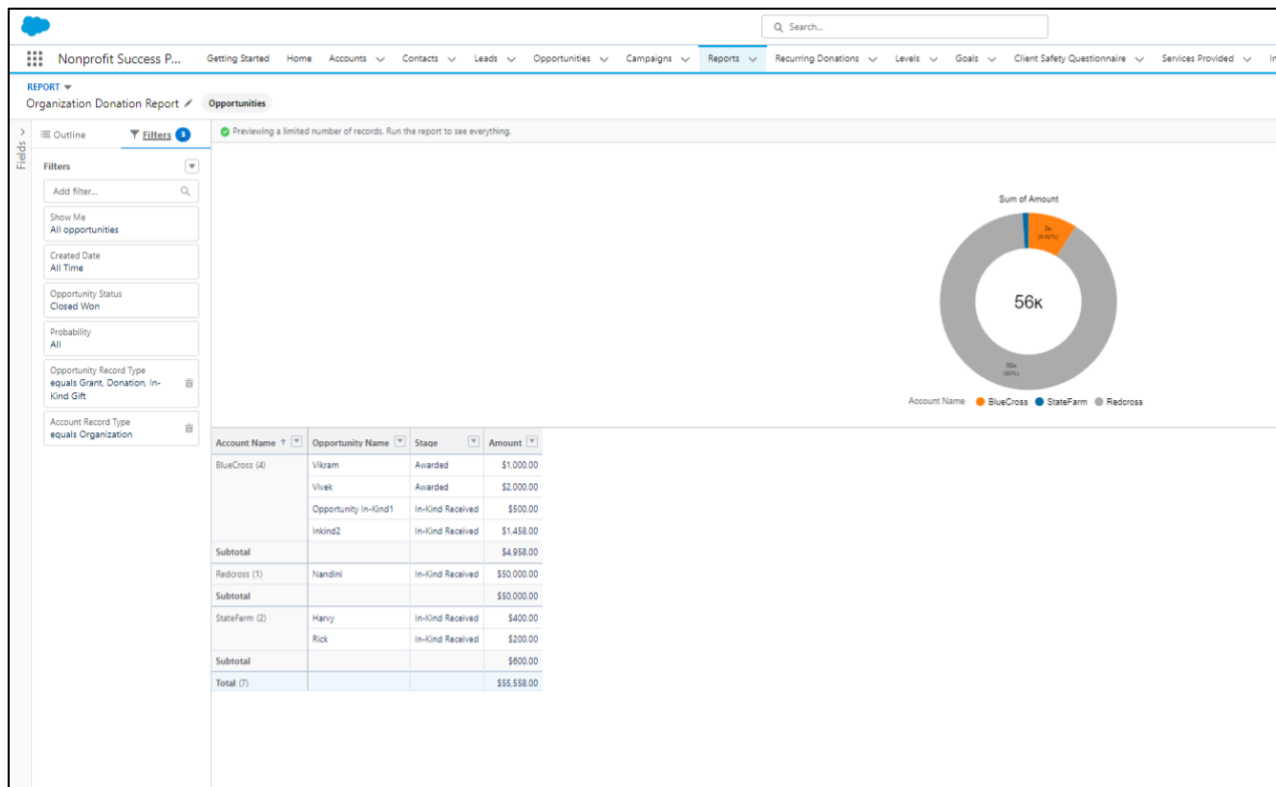 Search...
Nonprofit Success P... Getting Started Home Accounts Contacts Leads Opportunities Campaigns Reports Recurring Donations Levels Goals Client Safety Questionnaire Services Provided In
REPORT
Organization Donation Report Opportunities
Fields
Outline Filters
Previewing a limited number of records. Run the report to see everything.
Filters
Add filter...
Show Me
All opportunities
Created Date
All Time
Opportunity Status
Closed Won
Probability
All
Opportunity Record Type
equals Grant, Donation, In-
Kind Gift
Account Record Type
equals Organization
Sum of Amount
56K
50K
(90%)
Account Name BlueCross StateFarm Redcross
Account Name Opportunity Name Stage Amount
BlueCross (4) Vikram Awarded $1,000.00
Vivek Awarded $2,000.00
Opportunity In-Kind1 In-Kind Received $500.00
Inkind2 In-Kind Received $1,458.00
Subtotal $4,958.00
Redcross (1) Nandini In-Kind Received $50,000.00
Subtotal $50,000.00
StateFarm (2) Harvy In-Kind Received $400.00
Rick In-Kind Received $200.00
Subtotal $600.00
Total (7) $55,558.00